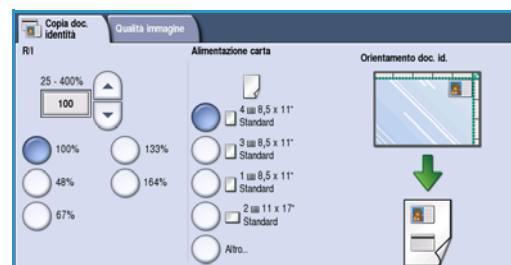 Copia doc.
identità
Qualità immagine
R/I
Alimentazione carta
Orientamento doc. id.
25 - 400%
100
100%
133%
48%
164%
67%
4 8,5 x 11"
Standard
3 8,5 x 11"
Standard
1 8,5 x 11"
Standard
2 11 x 17"
Standard
Altro...